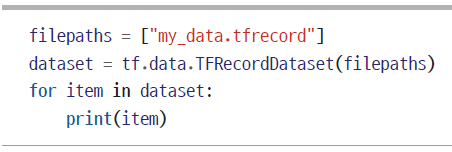 filepaths = ["my_data.tfrecord"]
dataset = tf.data.TFRecordDataset(filepaths)
for item in dataset:
    print(item)